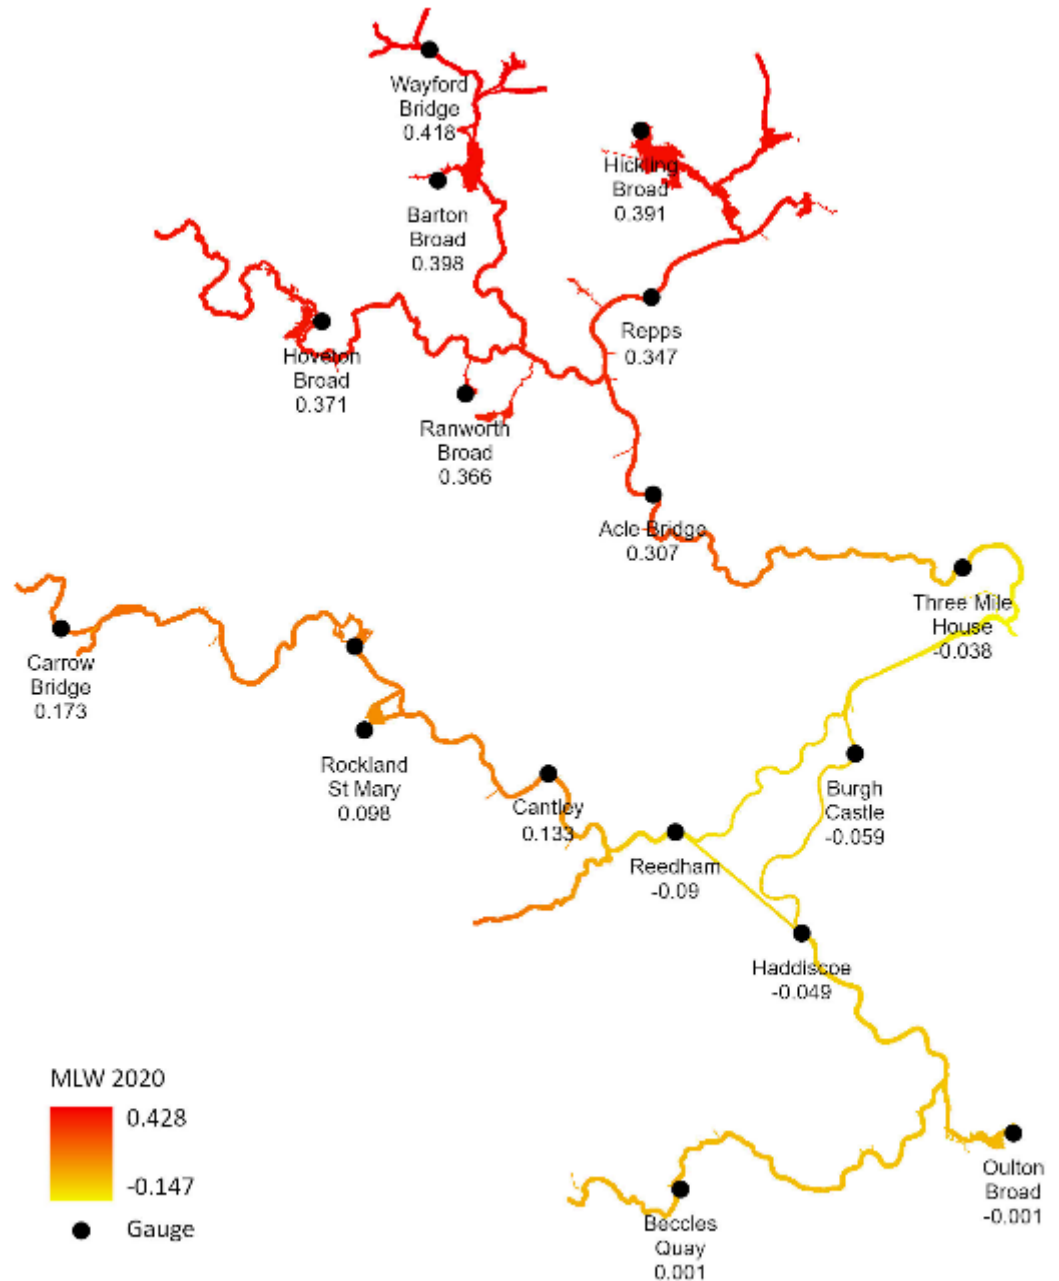 Wayford
Bridge
0.418
Hickling
Broad
0.391
Barton
Broad
0.398
Repps
0.347
Hoveton
Broad
0.371
Ranworth
Broad
0.366
Acle Bridge
0.307
Three Mile
House
-0.038
Carrow
Bridge
0.173
Rockland
St Mary
0.098
Cantley
0.133
Burgh
Castle
-0.059
Reedham
-0.09
Haddiscoe
-0.049
Oulton
Broad
-0.001
Beccles
Quay
0.001
MLW 2020
0.428
-0.147
Gauge